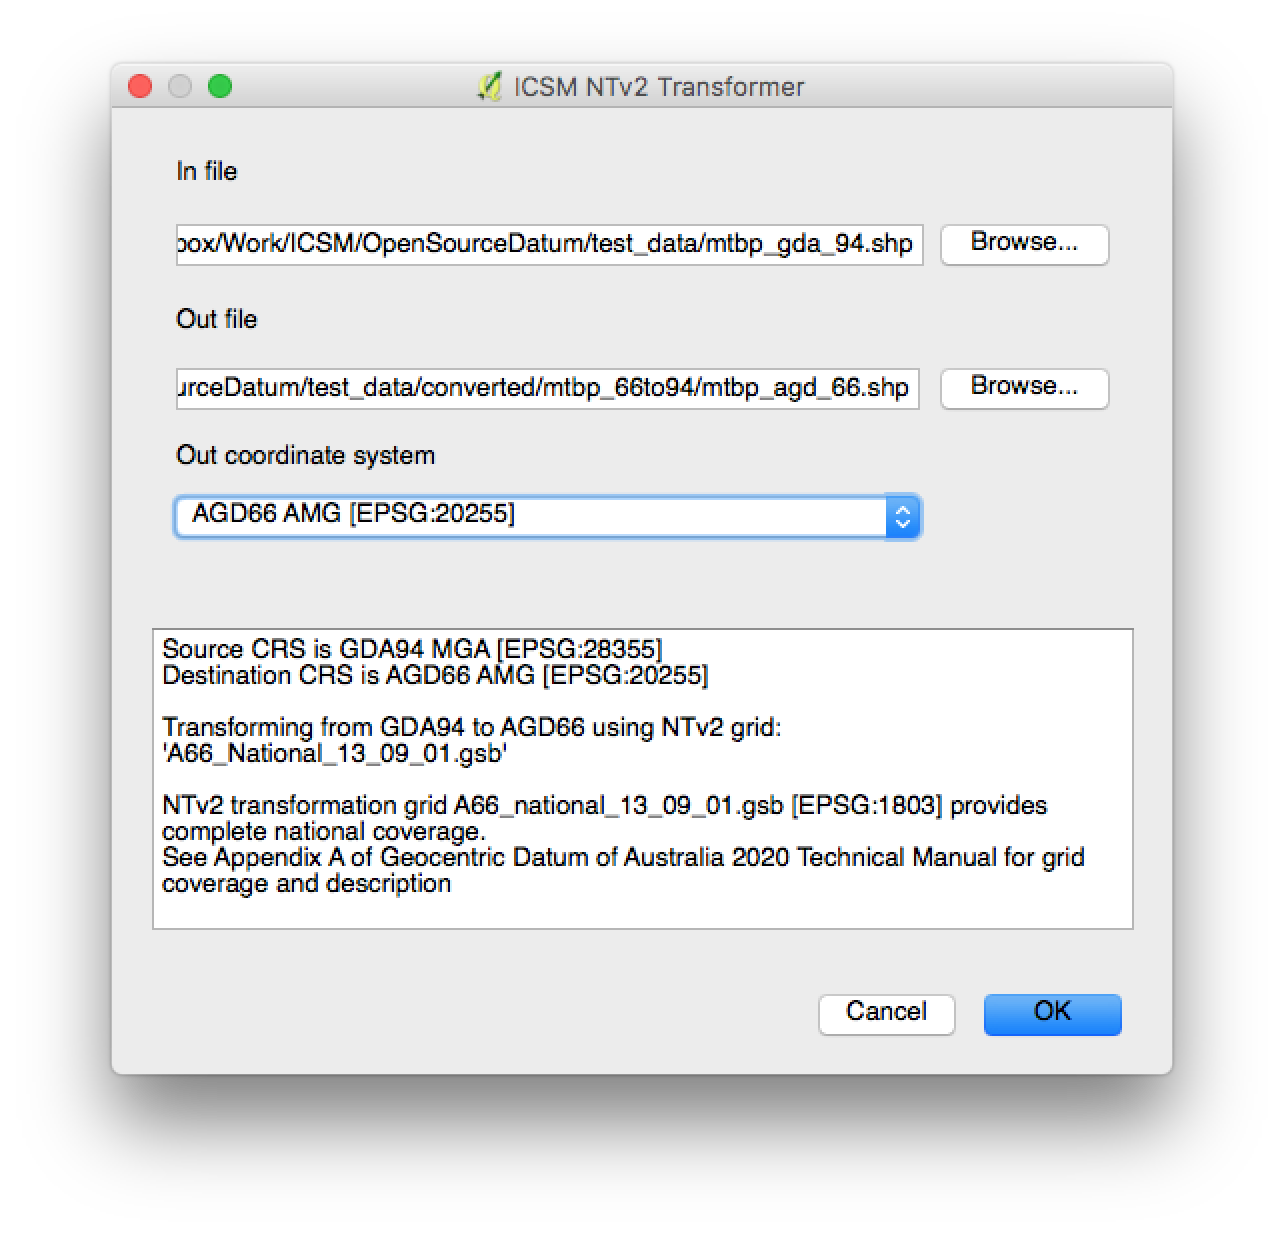 ICSM NTv2 Transformer
In file
box/Work/ICSM/OpenSourceDatum/test_data/mtbp_gda_94.shp
Browse...
Out file
urceDatum/test_data/converted/mtbp_66to94/mtbp_agd_66.shp
Browse...
Out coordinate system
AGD66 AMG [EPSG:20255]
Source CRS is GDA94 MGA [EPSG:28355]
Destination CRS is AGD66 AMG [EPSG:20255]
Transforming from GDA94 to AGD66 using NTv2 grid:
'A66_National_13_09_01.gsb'
NTv2 transformation grid A66_national_13_09_01.gsb [EPSG:1803] provides
complete national coverage.
See Appendix A of Geocentric Datum of Australia 2020 Technical Manual for grid
coverage and description
Cancel
OK